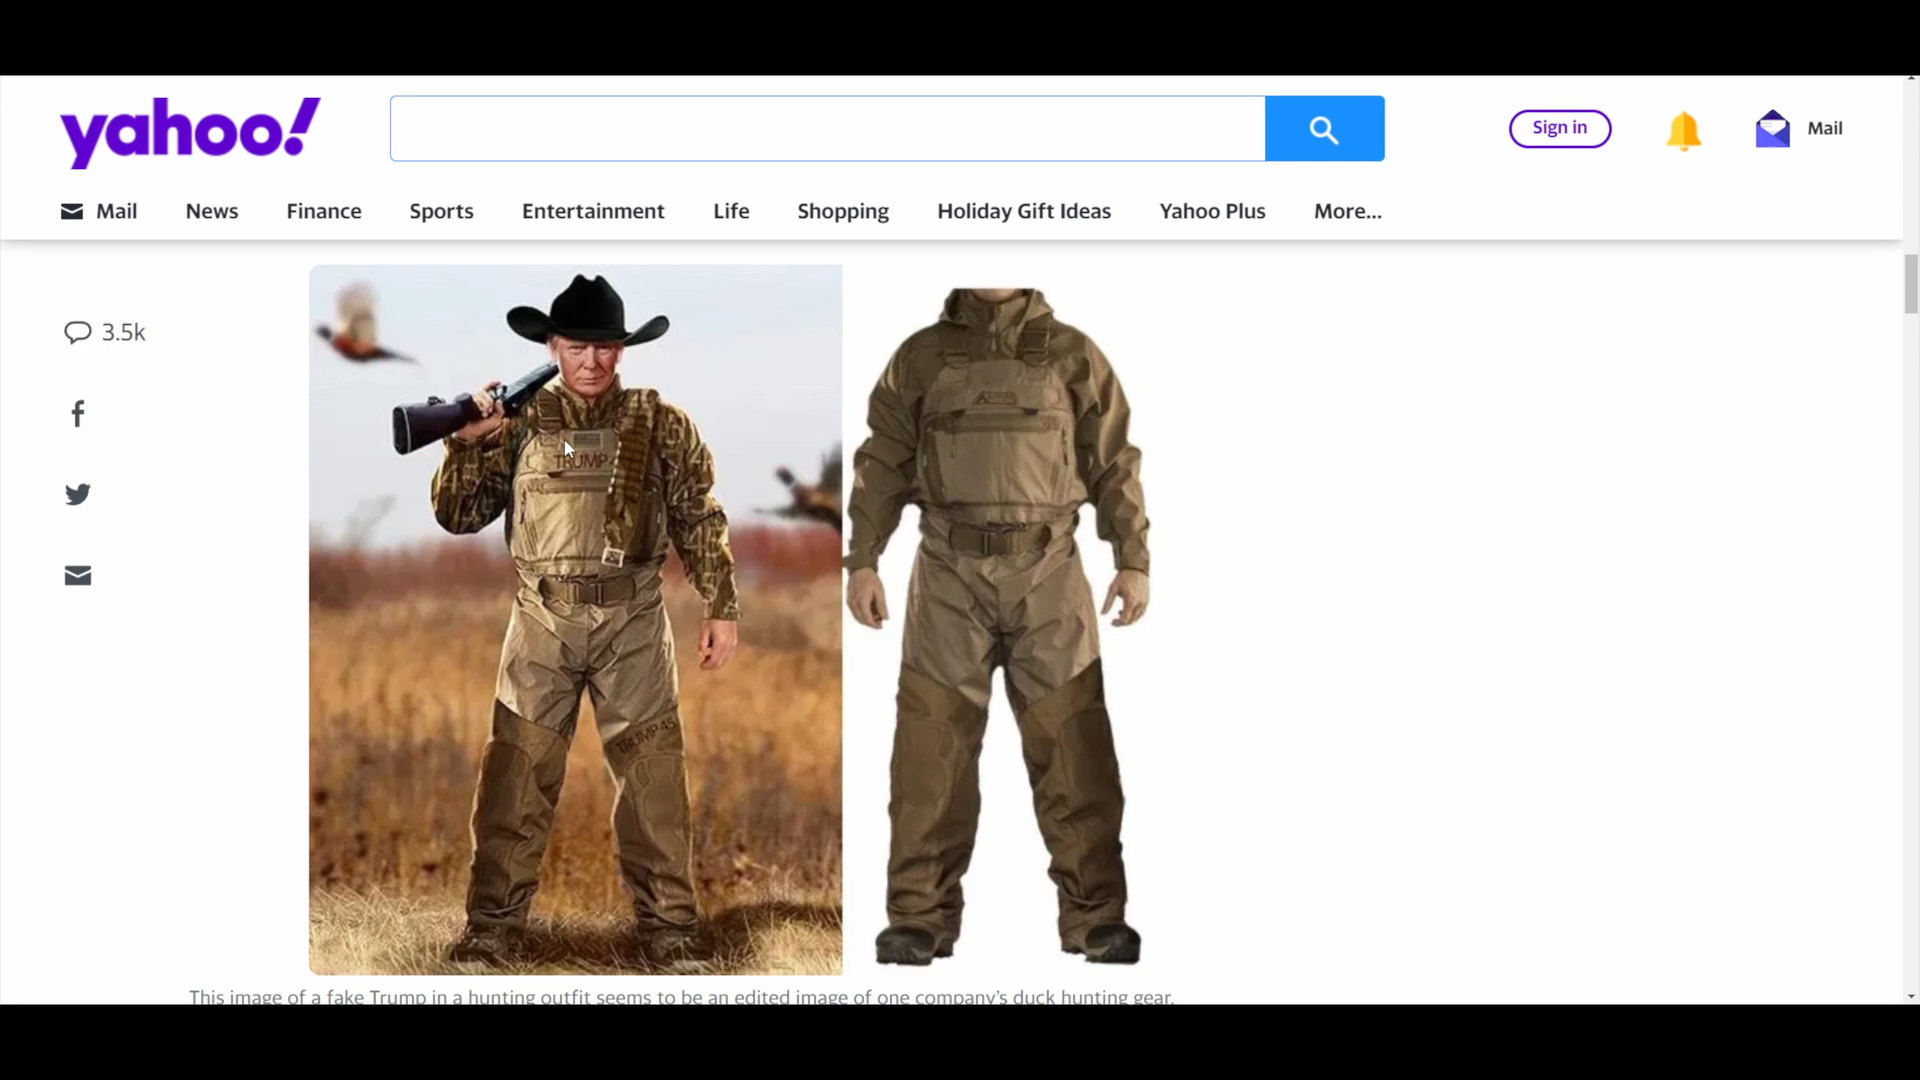 yahoo!
Sign in
Mail
Mail News Finance Sports Entertainment Life Shopping Holiday Gift Ideas Yahoo Plus More...
3.5k
TRUMP
TRUMP45
This image of a fake Trump in a hunting outfit seems to be an edited image of one company's duck hunting gear.